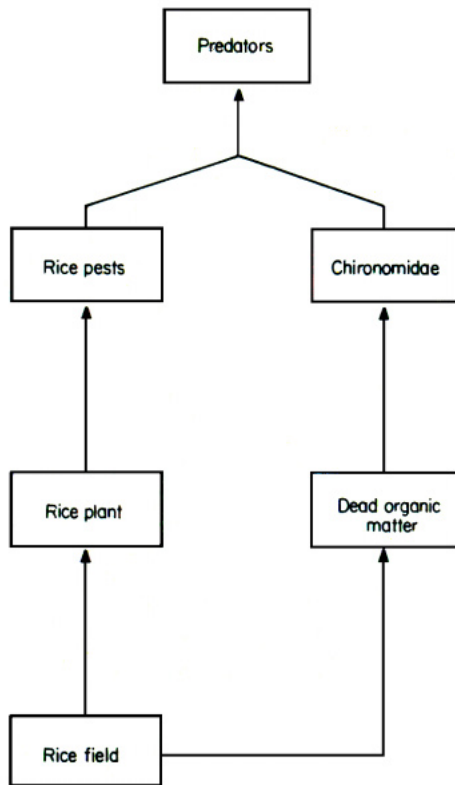 Predators
Rice pests
Chironomidae
Rice plant
Dead organic
matter
Rice field